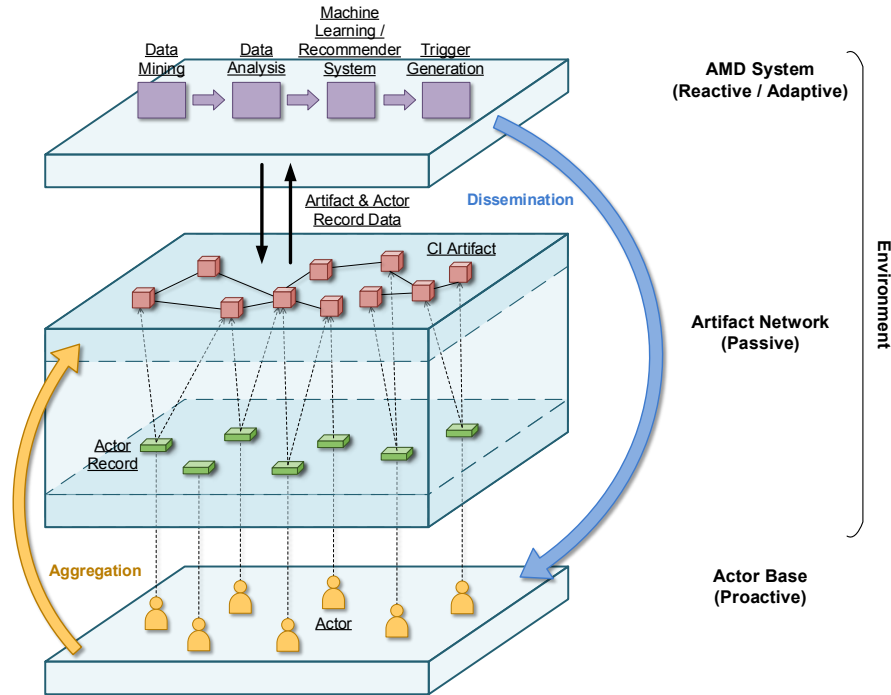 Data
Mining
Data
Analysis
Machine
Learning /
Recommender
System
Trigger
Generation
AMD System
(Reactive / Adaptive)
Artifact & Actor
Record Data
Dissemination
CI Artifact
Environment
Artifact Network
(Passive)
Actor
Record
Aggregation
Actor
Actor Base
(Proactive)